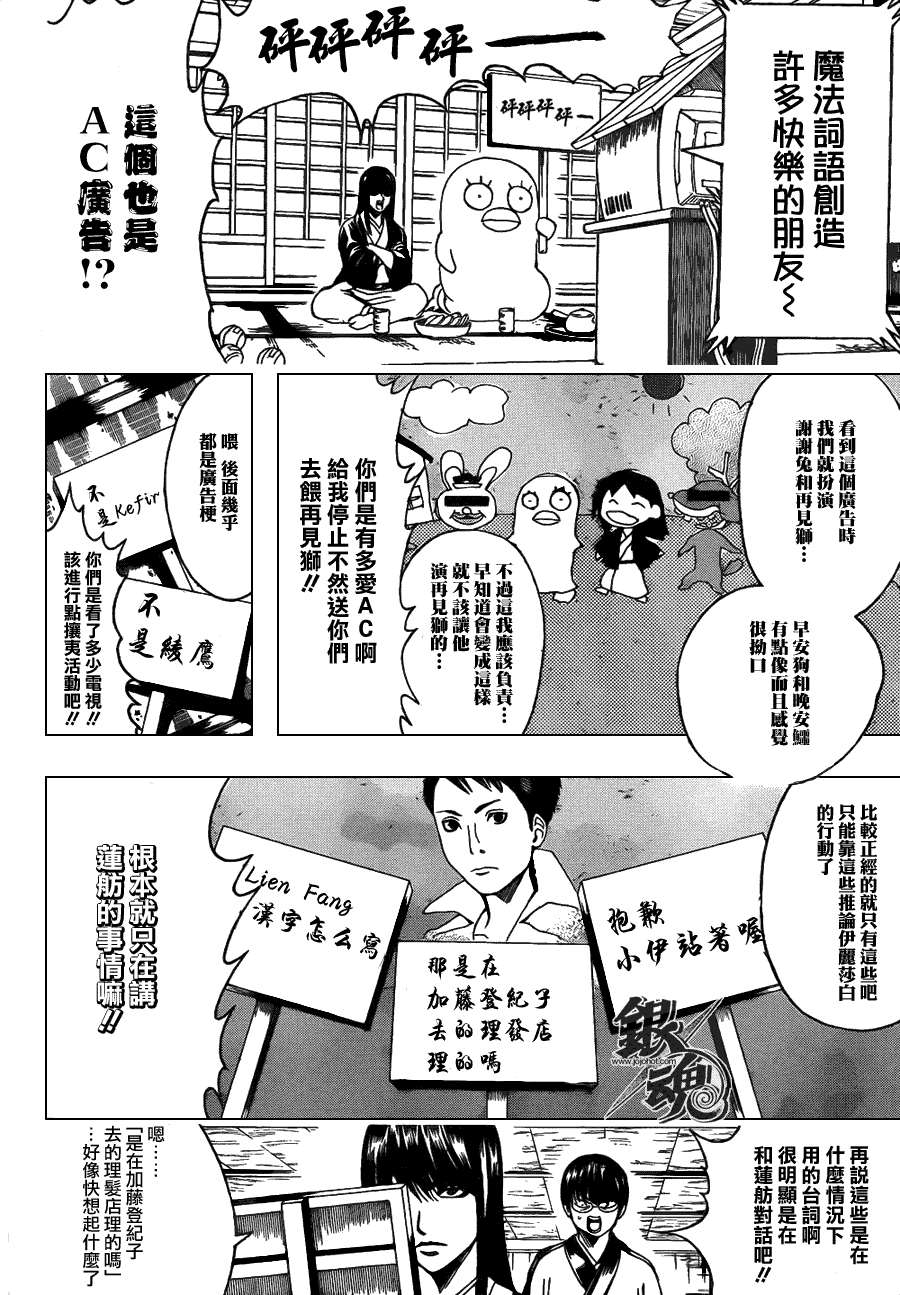 魔法詞語創造
許多快樂的朋友～
砰砰砰砰—
砰砰砰砰—
這個也是
AC廣告!?
看到這個廣告時
我們就扮演
謝謝兔和再見獅…
早安狗和晚安鱷
有點像而且感覺
很拗口
不過這我應該負責…
早知道會變成這樣
就不該讓他
演再見獅的…
你們是有多愛AC啊
給我停止不然送你們
去餵再見獅!!
喂 後面幾乎
都是廣告梗
不
是Kefir
不
是綾鷹
你們是看了多少電視!!
該進行點攘夷活動吧!!
比較正經的就只有這些吧
只能靠這些推論伊麗莎白
的行動了
抱歉
小伊站著喔
那是在
加藤登紀子
去的理發店
理的嗎
Lien Fang
漢字怎么寫
根本就只在講
蓮舫的事情嘛!!
銀魂
www.jojohot.com
再說這些是在
什麼情況下
用的台詞啊
很明顯是在
和蓮舫對話吧!!
嗯……
「是在加藤登紀子
去的理髮店理的嗎」
…好像快想起什麼了